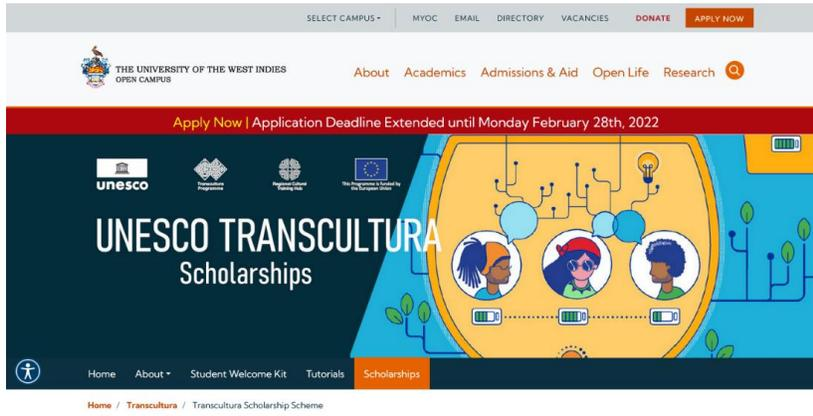 SELECT CAMPUS MYOC EMAIL DIRECTORY VACANCIES DONATE APPLY NOW
THE UNIVERSITY OF THE WEST INDIES
OPEN CAMPUS
About Academics Admissions & Aid Open Life Research
Apply Now | Application Deadline Extended until Monday February 28th, 2022
unesco
Transcultura
Programme
Regional Cultural
Training Hub
This Programme is funded by
the European Union
UNESCO TRANSCULTURA
Scholarships
Home About Student Welcome Kit Tutorials Scholarships
Home / Transcultura / Transcultura Scholarship Scheme